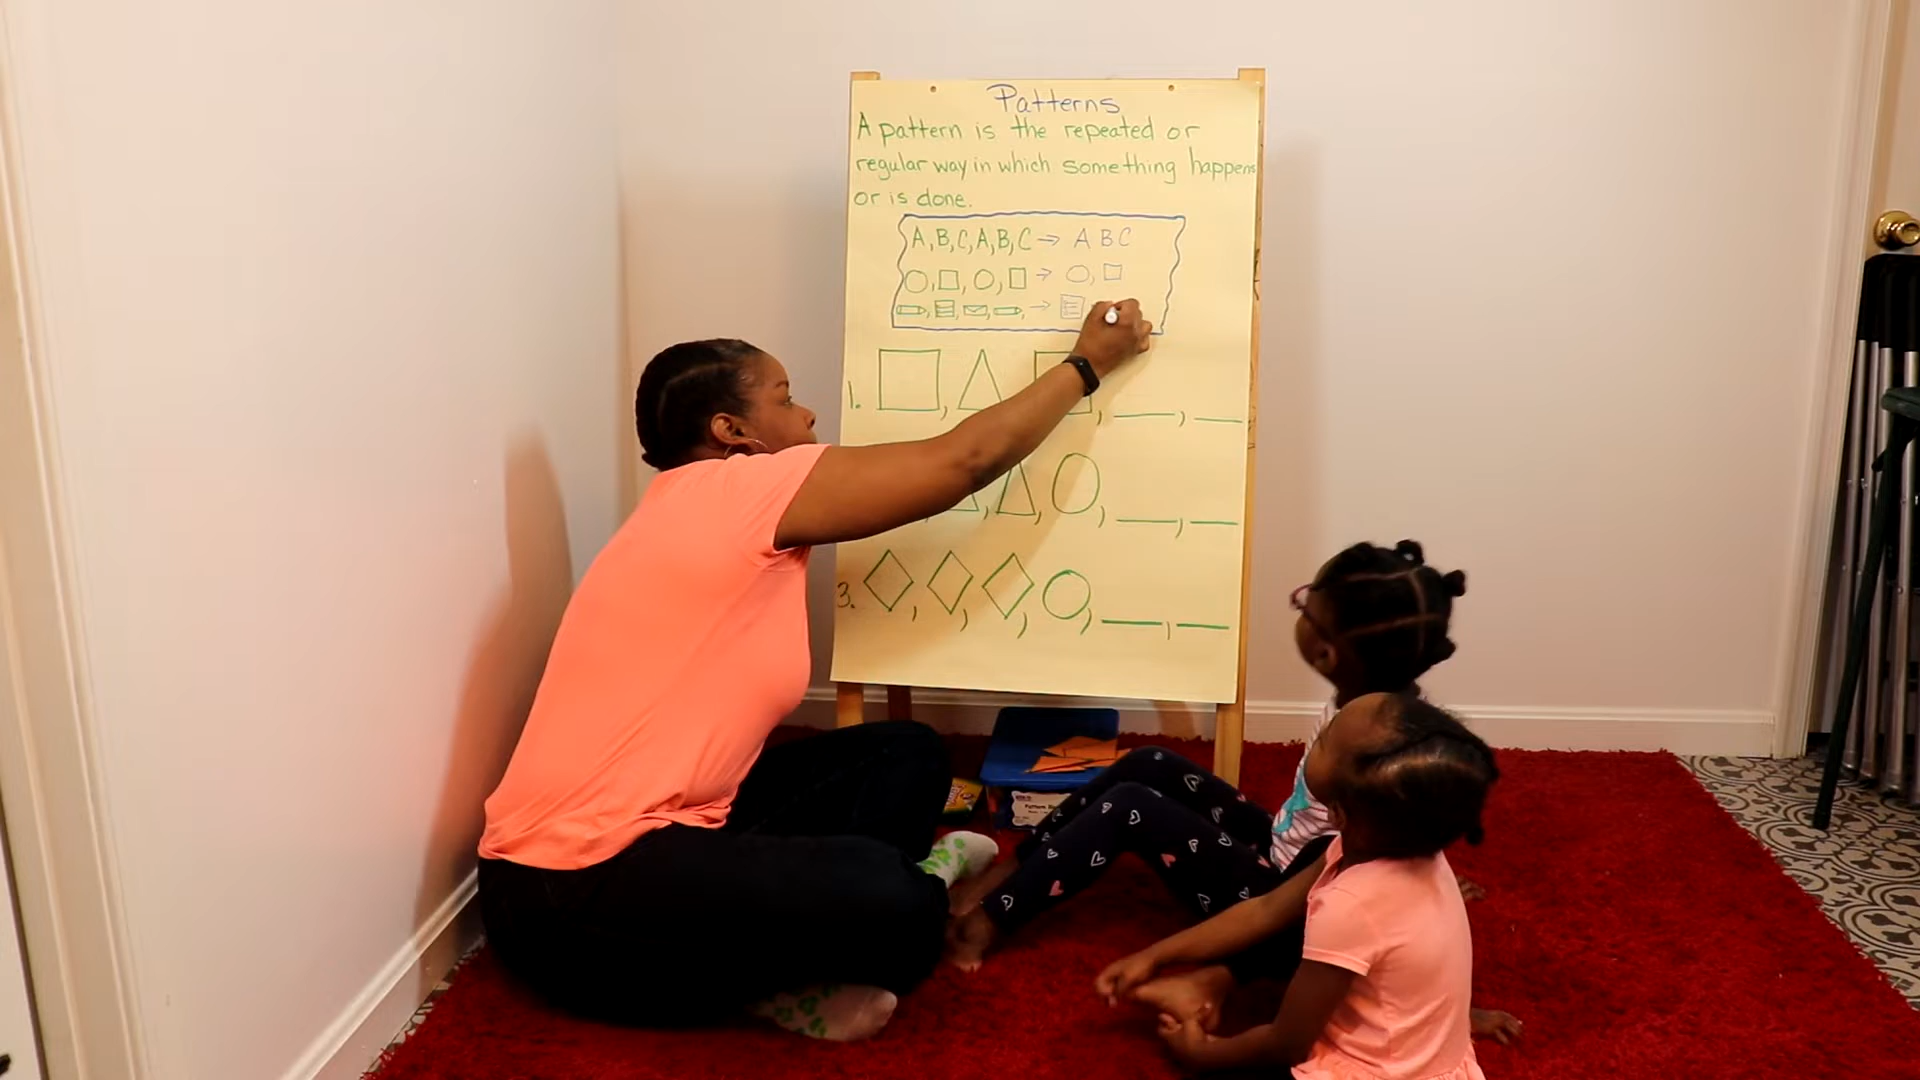 Patterns
A pattern is the repeated or
regular way in which something happens
or is done.
A, B, C, A, B, C → A B C
1.
3.